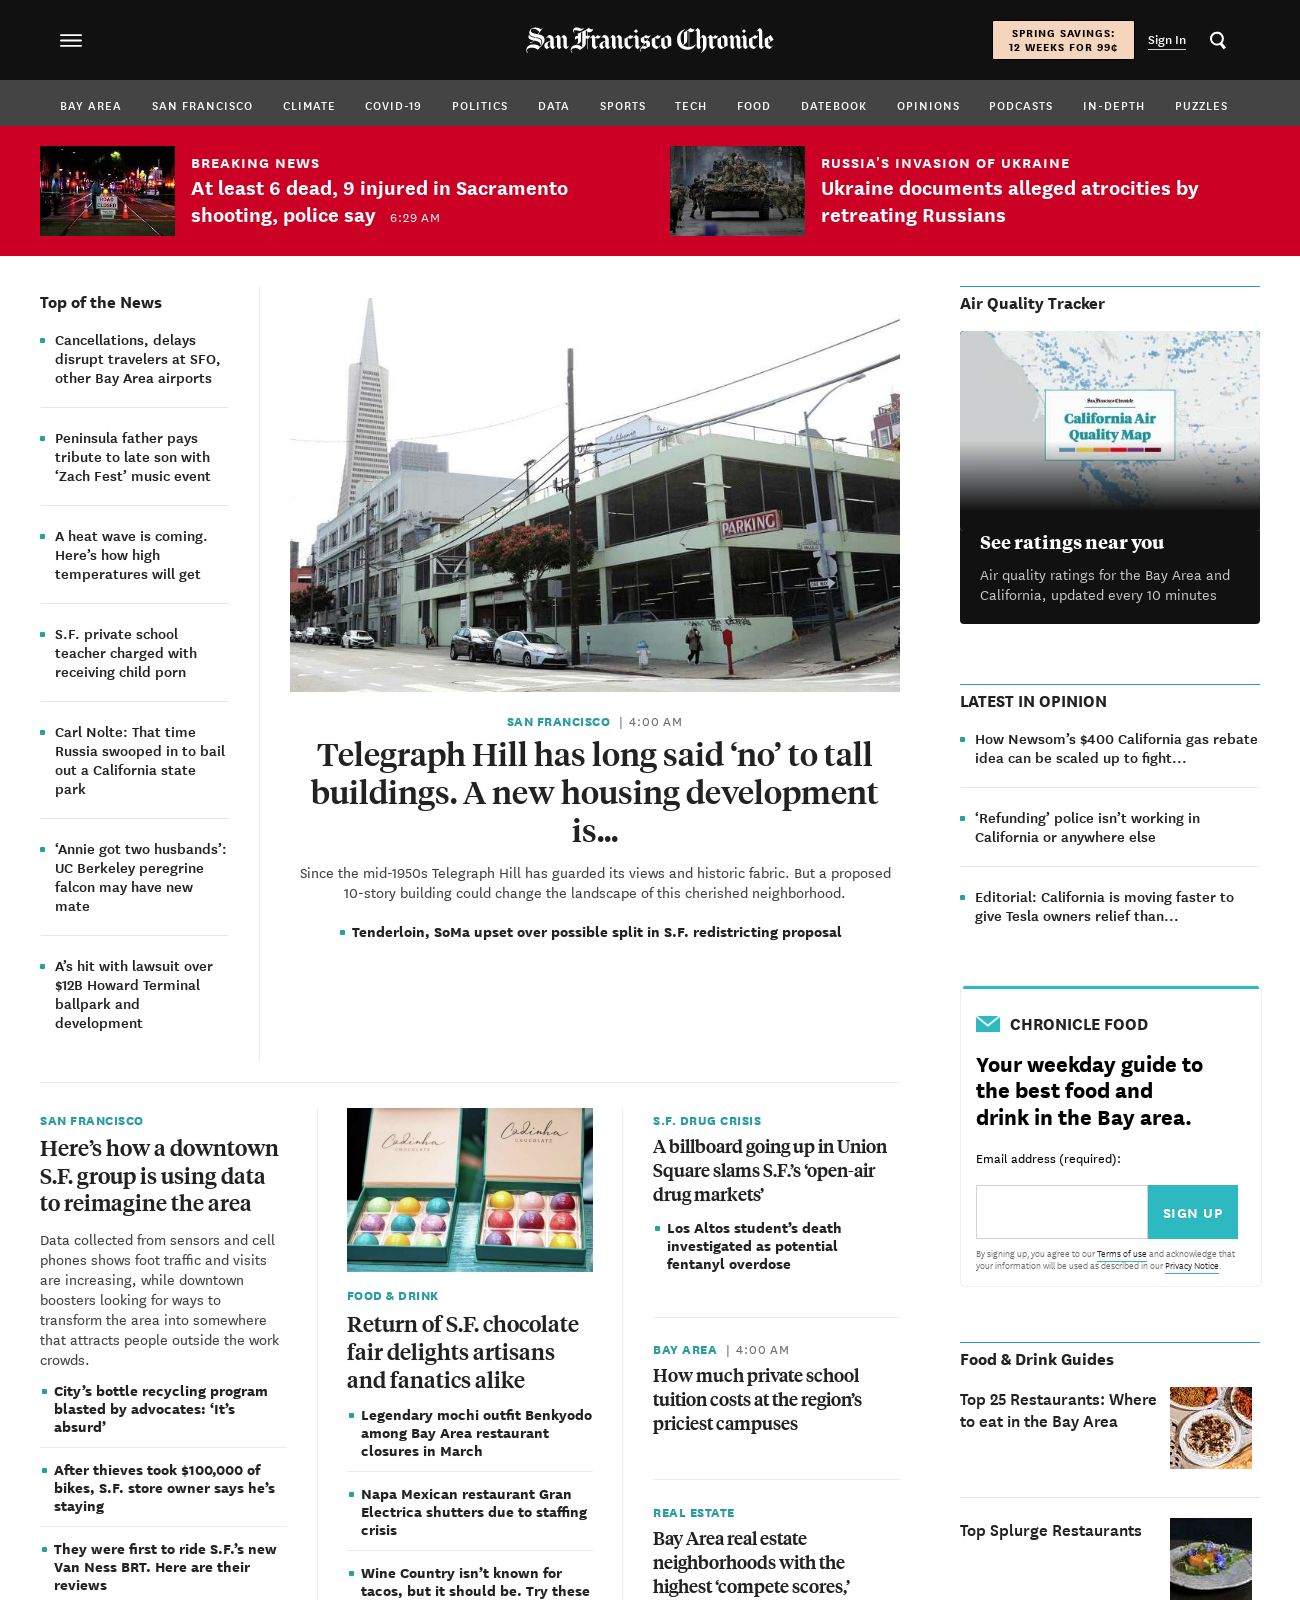 San Francisco Chronicle
SPRING SAVINGS:
12 WEEKS FOR 99¢
Sign In
BAY AREA SAN FRANCISCO CLIMATE COVID-19 POLITICS DATA SPORTS TECH FOOD DATEBOOK OPINIONS PODCASTS IN-DEPTH PUZZLES
BREAKING NEWS
At least 6 dead, 9 injured in Sacramento
shooting, police say 6:29 AM
RUSSIA'S INVASION OF UKRAINE
Ukraine documents alleged atrocities by
retreating Russians
Top of the News
Cancellations, delays
disrupt travelers at SFO,
other Bay Area airports
Peninsula father pays
tribute to late son with
‘Zach Fest’ music event
A heat wave is coming.
Here’s how high
temperatures will get
S.F. private school
teacher charged with
receiving child porn
Carl Nolte: That time
Russia swooped in to bail
out a California state
park
‘Annie got two husbands’:
UC Berkeley peregrine
falcon may have new
mate
A’s hit with lawsuit over
$12B Howard Terminal
ballpark and
development
PARKING
ONE WAY
SAN FRANCISCO | 4:00 AM
Telegraph Hill has long said ‘no’ to tall
buildings. A new housing development
is...
Since the mid-1950s Telegraph Hill has guarded its views and historic fabric. But a proposed
10-story building could change the landscape of this cherished neighborhood.
Tenderloin, SoMa upset over possible split in S.F. redistricting proposal
Air Quality Tracker
San Francisco Chronicle
California Air
Quality Map
See ratings near you
Air quality ratings for the Bay Area and
California, updated every 10 minutes
LATEST IN OPINION
How Newsom’s $400 California gas rebate
idea can be scaled up to fight…
‘Refunding’ police isn’t working in
California or anywhere else
Editorial: California is moving faster to
give Tesla owners relief than…
CHRONICLE FOOD
Your weekday guide to
the best food and
drink in the Bay area.
Email address (required):
SIGN UP
By signing up, you agree to our Terms of use and acknowledge that
your information will be used as described in our Privacy Notice.
Food & Drink Guides
Top 25 Restaurants: Where
to eat in the Bay Area
Top Splurge Restaurants
SAN FRANCISCO
Here’s how a downtown
S.F. group is using data
to reimagine the area
Data collected from sensors and cell
phones shows foot traffic and visits
are increasing, while downtown
boosters looking for ways to
transform the area into somewhere
that attracts people outside the work
crowds.
City’s bottle recycling program
blasted by advocates: ‘It’s
absurd’
After thieves took $100,000 of
bikes, S.F. store owner says he’s
staying
They were first to ride S.F.’s new
Van Ness BRT. Here are their
reviews
Codinha
CHOCOLATE
Codinha
CHOCOLATE
FOOD & DRINK
Return of S.F. chocolate
fair delights artisans
and fanatics alike
Legendary mochi outfit Benkyodo
among Bay Area restaurant
closures in March
Napa Mexican restaurant Gran
Electrica shutters due to staffing
crisis
Wine Country isn’t known for
tacos, but it should be. Try these
S.F. DRUG CRISIS
A billboard going up in Union
Square slams S.F.’s ‘open-air
drug markets’
Los Altos student’s death
investigated as potential
fentanyl overdose
BAY AREA | 4:00 AM
How much private school
tuition costs at the region’s
priciest campuses
REAL ESTATE
Bay Area real estate
neighborhoods with the
highest ‘compete scores,’